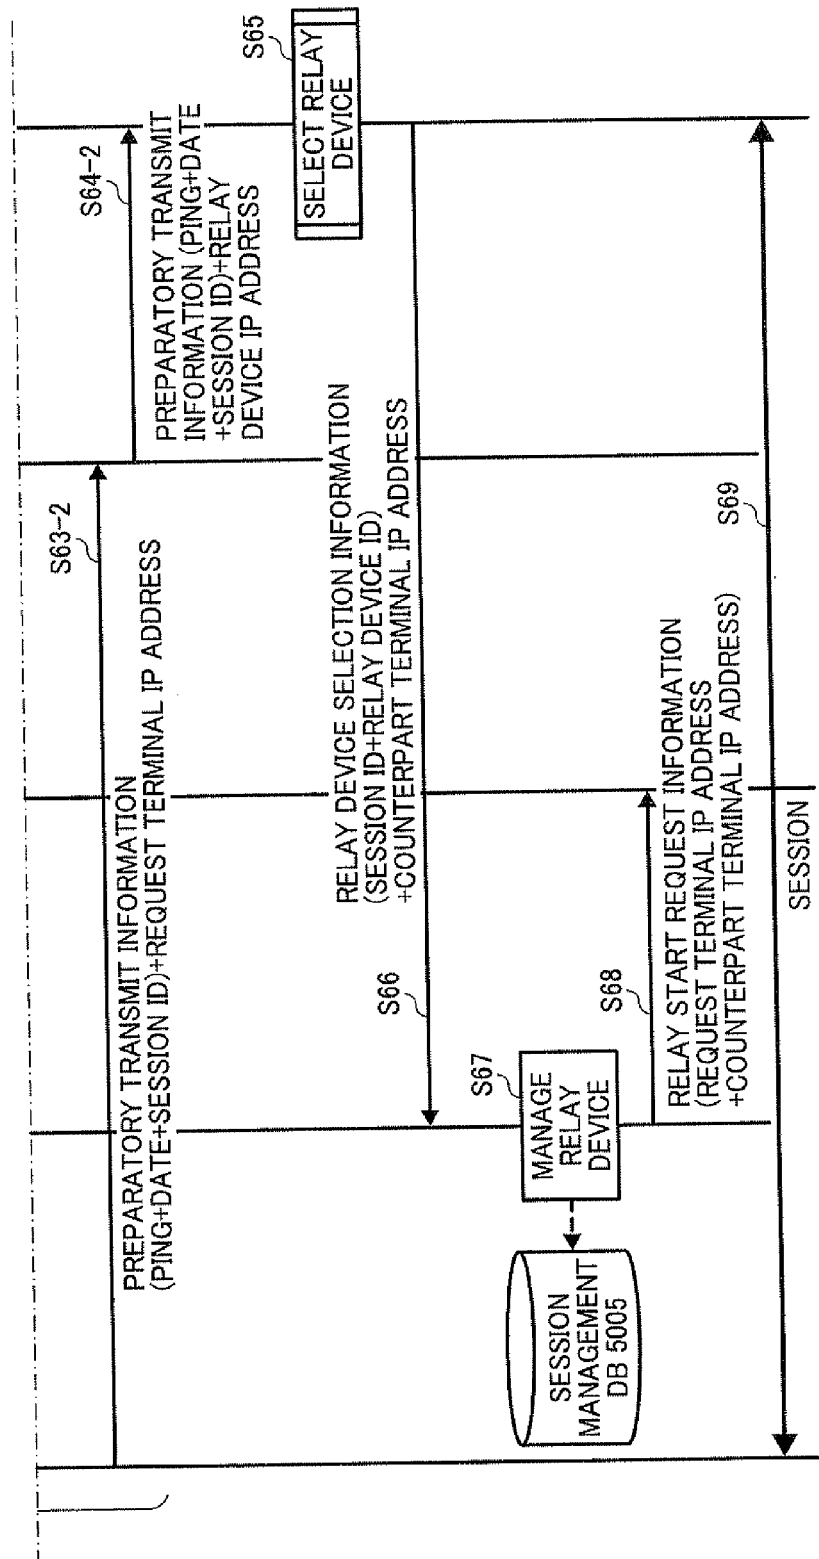 S63-2
PREPARATORY TRANSMIT INFORMATION
(PING+DATE+SESSION ID)+REQUEST TERMINAL IP ADDRESS
S64-2
PREPARATORY TRANSMIT
INFORMATION (PING+DATE
+SESSION ID)+RELAY
DEVICE IP ADDRESS
S65
SELECT RELAY
DEVICE
RELAY DEVICE SELECTION INFORMATION
(SESSION ID+RELAY DEVICE ID)
+COUNTERPART TERMINAL IP ADDRESS
S66
S67
MANAGE
RELAY
DEVICE
SESSION
MANAGEMENT
DB 5005
S68
RELAY START REQUEST INFORMATION
(REQUEST TERMINAL IP ADDRESS
+COUNTERPART TERMINAL IP ADDRESS)
S69
SESSION